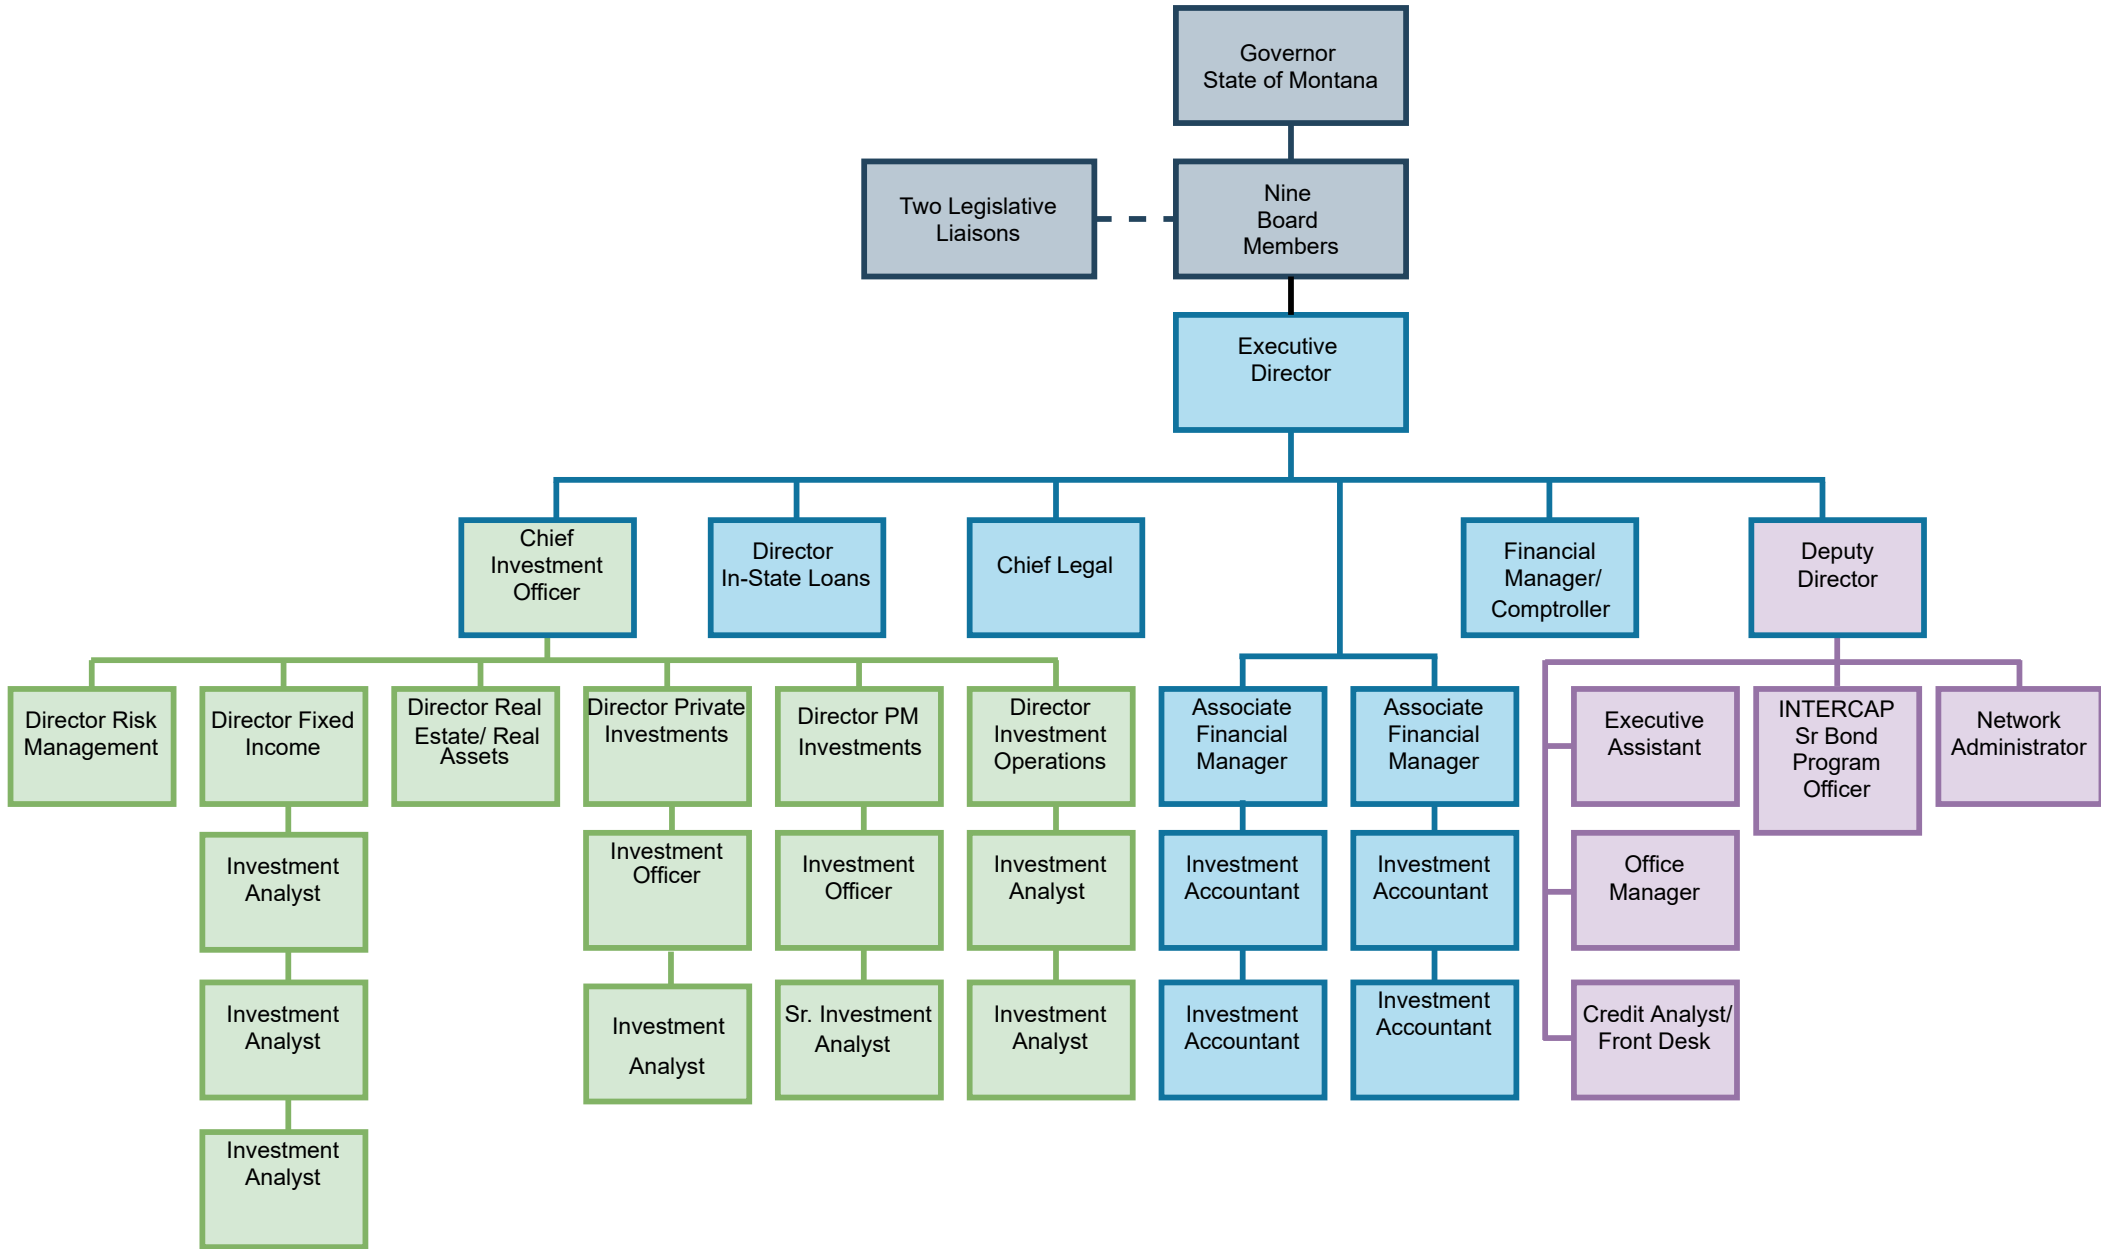 Governor
State of Montana
Two Legislative
Liaisons
Nine
Board
Members
Executive
Director
Chief
Investment
Officer
Director
In-State Loans
Chief Legal
Financial
Manager/
Comptroller
Deputy
Director
Director Risk
Management
Director Fixed
Income
Director Real
Estate/ Real
Assets
Director Private
Investments
Director PM
Investments
Director
Investment
Operations
Associate
Financial
Manager
Associate
Financial
Manager
Executive
Assistant
INTERCAP
Sr Bond
Program
Officer
Network
Administrator
Investment
Analyst
Investment
Officer
Investment
Officer
Investment
Analyst
Investment
Accountant
Investment
Accountant
Office
Manager
Investment
Analyst
Investment
Analyst
Sr. Investment
Analyst
Investment
Analyst
Investment
Accountant
Investment
Accountant
Credit Analyst/
Front Desk
Investment
Analyst